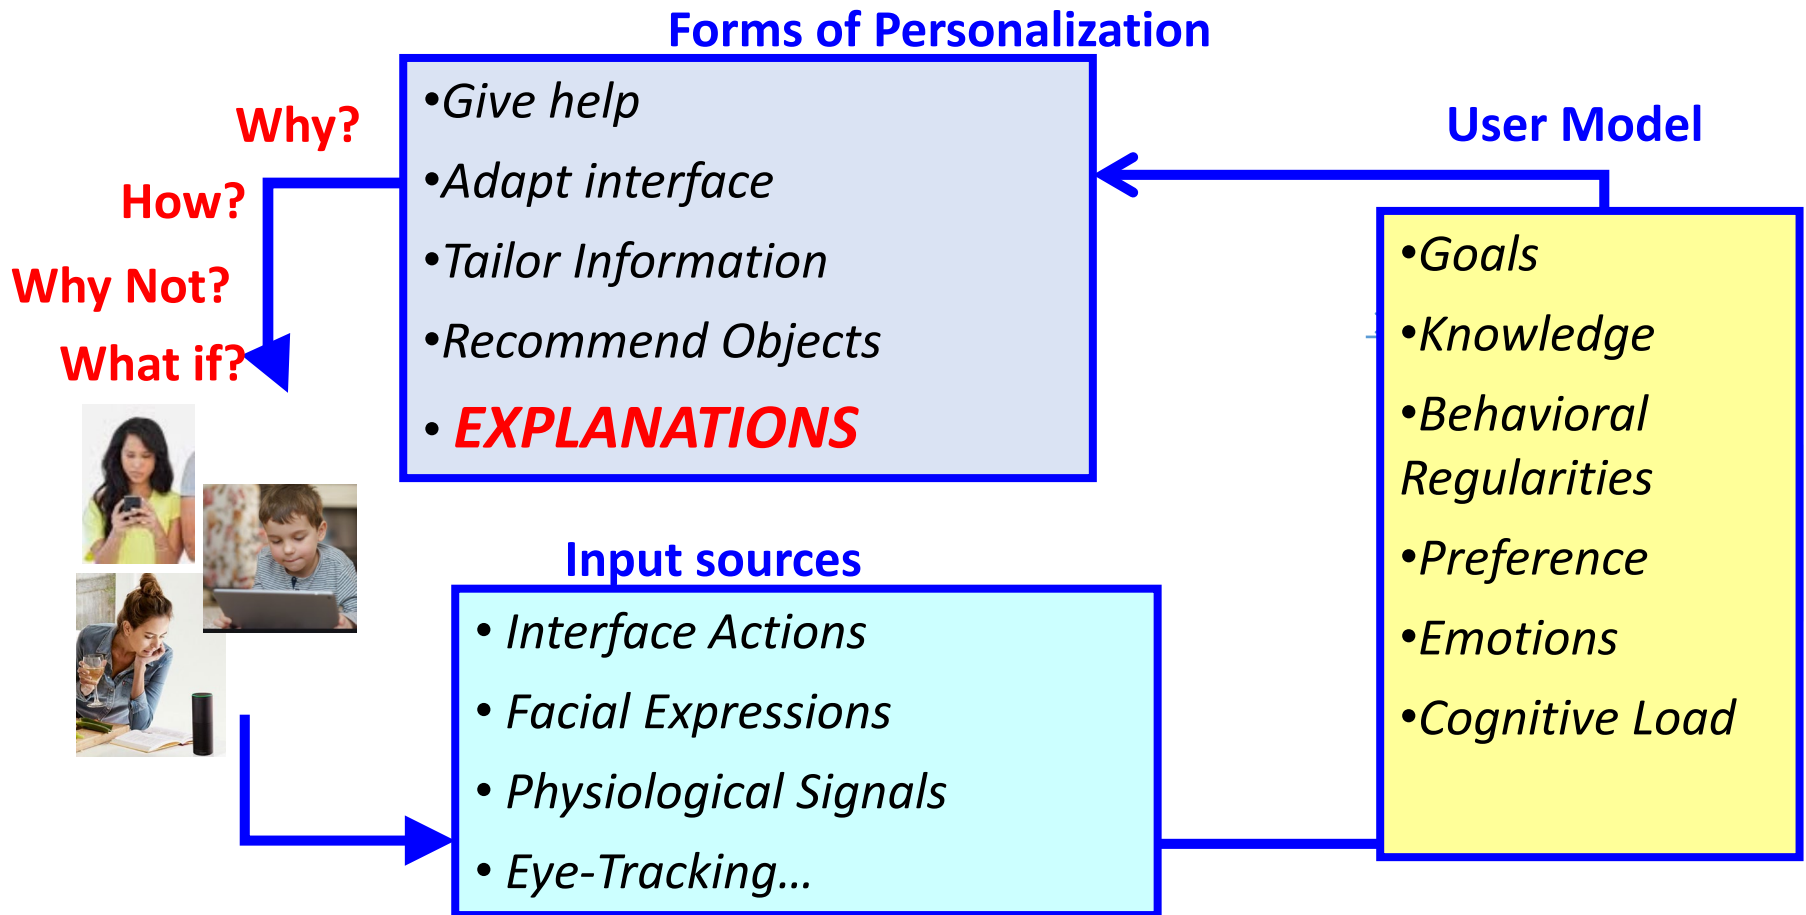 Forms of Personalization
•Give help
•Adapt interface
•Tailor Information
•Recommend Objects
• EXPLANATIONS
Why?
How?
Why Not?
What if?
User Model
•Goals
•Knowledge
•Behavioral
Regularities
•Preference
•Emotions
•Cognitive Load
Input sources
• Interface Actions
• Facial Expressions
• Physiological Signals
• Eye-Tracking...